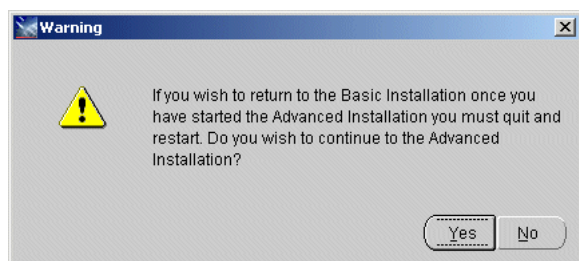 Warning
If you wish to return to the Basic Installation once you
have started the Advanced Installation you must quit and
restart. Do you wish to continue to the Advanced
Installation?
Yes No